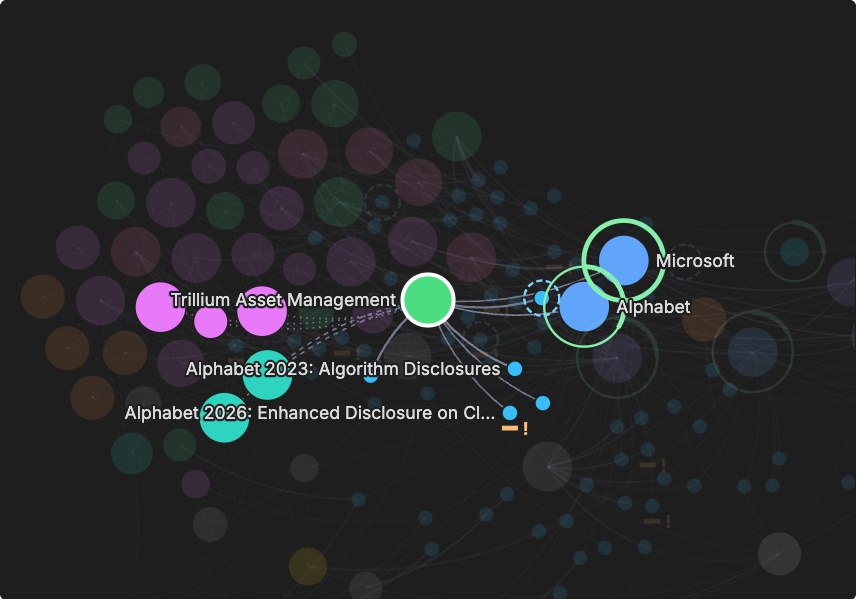 Microsoft
Trillium Asset Management
Alphabet
Alphabet 2023: Algorithm Disclosures
Alphabet 2026: Enhanced Disclosure on Cl...
!
!
!
!